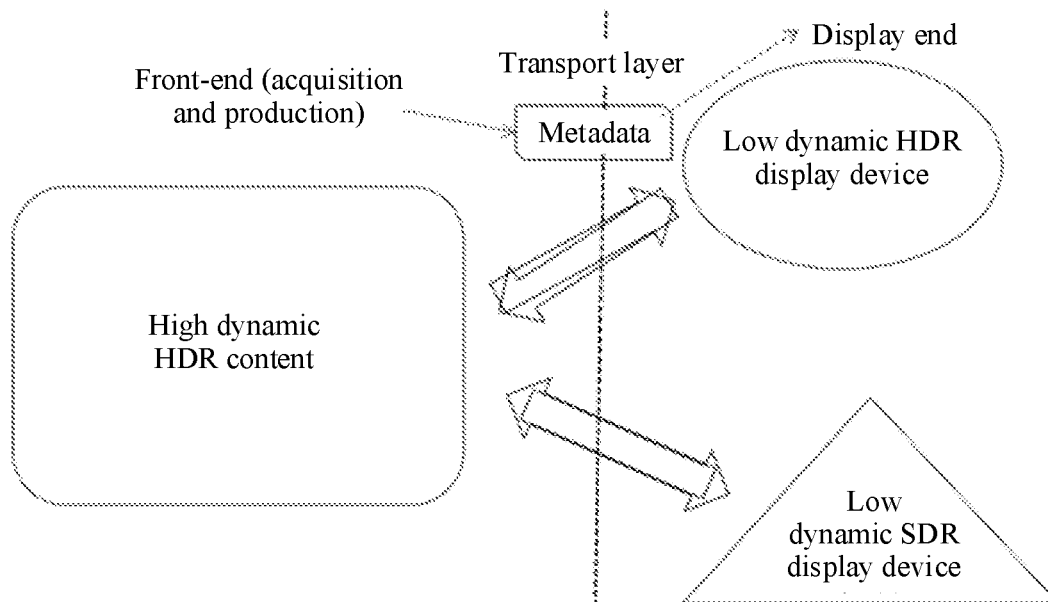 Display end
Transport layer
Front-end (acquisition
and production)
Metadata
Low dynamic HDR
display device
High dynamic
HDR content
Low
dynamic SDR
display device